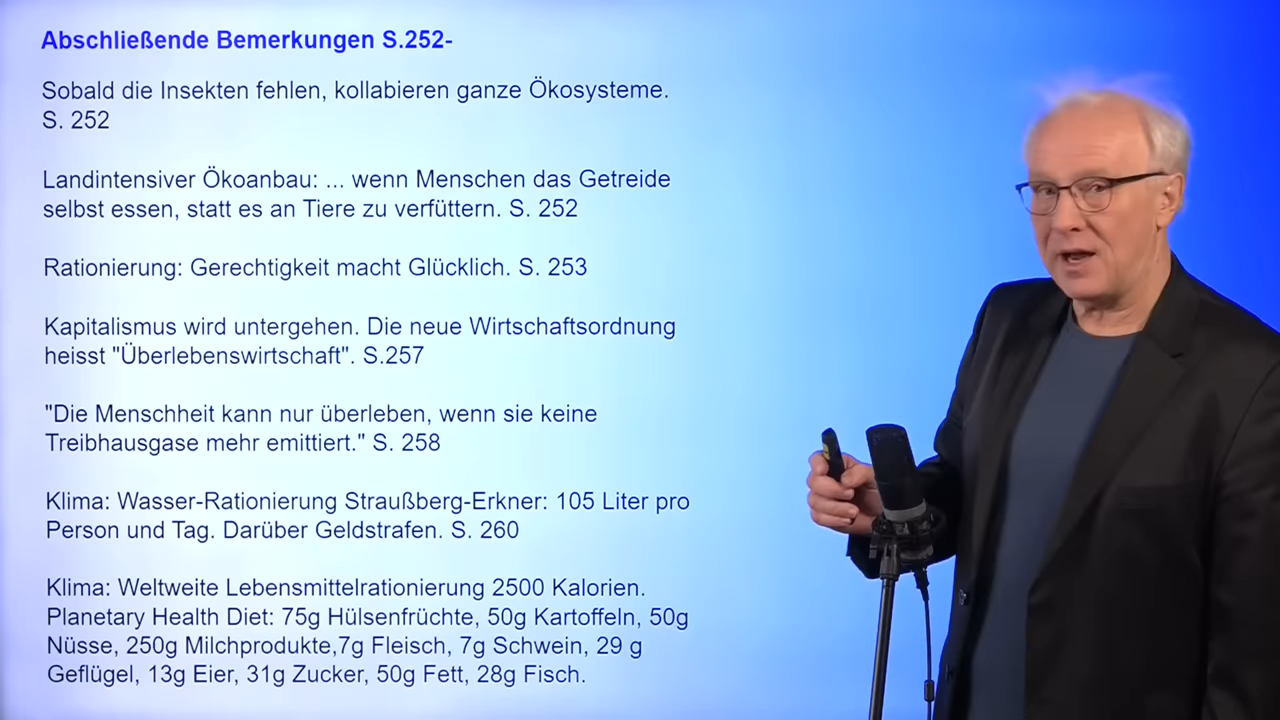 Abschließende Bemerkungen S.252-
Sobald die Insekten fehlen, kollabieren ganze Ökosysteme.
S. 252
Landintensiver Ökoanbau: ... wenn Menschen das Getreide
selbst essen, statt es an Tiere zu verfüttern. S. 252
Rationierung: Gerechtigkeit macht Glücklich. S. 253
Kapitalismus wird untergehen. Die neue Wirtschaftsordnung
heisst "Überlebenswirtschaft". S.257
"Die Menschheit kann nur überleben, wenn sie keine
Treibhausgase mehr emittiert." S. 258
Klima: Wasser-Rationierung Straußberg-Erkner: 105 Liter pro
Person und Tag. Darüber Geldstrafen. S. 260
Klima: Weltweite Lebensmittelrationierung 2500 Kalorien.
Planetary Health Diet: 75g Hülsenfrüchte, 50g Kartoffeln, 50g
Nüsse, 250g Milchprodukte,7g Fleisch, 7g Schwein, 29 g
Geflügel, 13g Eier, 31g Zucker, 50g Fett, 28g Fisch.